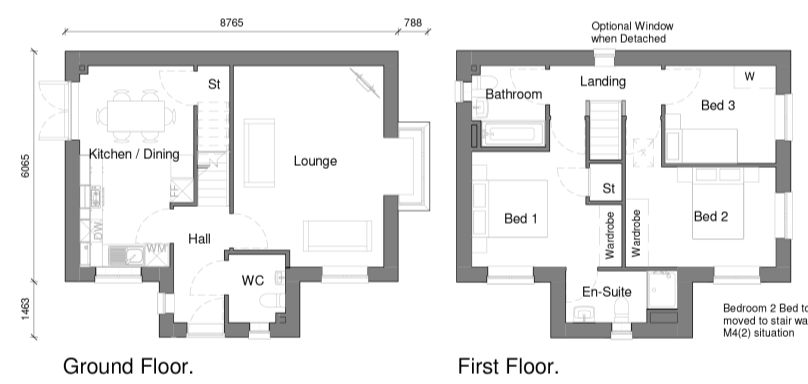 8765
788
6065
1463
St
Kitchen / Dining
Lounge
Hall
WC
DW
WM
Ground Floor.
Optional Window
when Detached
Landing
Bathroom
W
Bed 3
St
Bed 1
Wardrobe
Wardrobe
Bed 2
En-Suite
Bedroom 2 Bed to
moved to stair wa
M4(2) situation
First Floor.